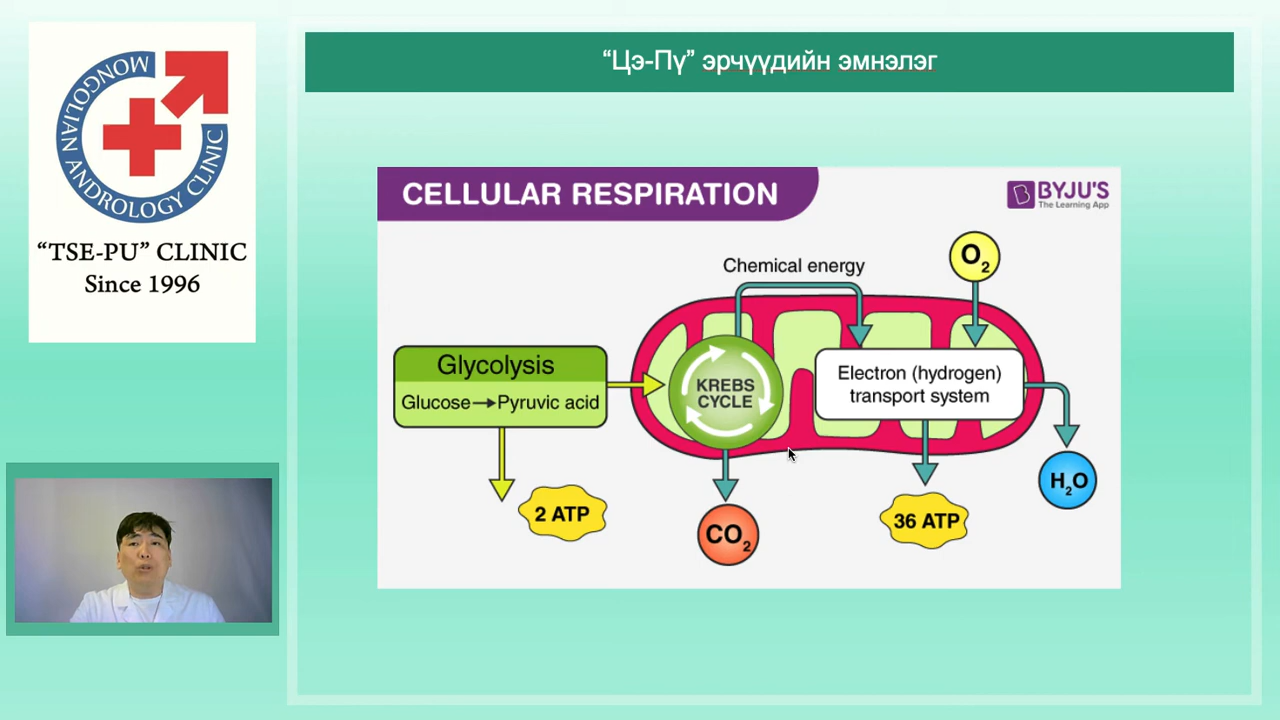 MONGOLIAN ANDROLOGY CLINIC
“TSE-PU” CLINIC
Since 1996
“Цэ-Пү” эрчүүдийн эмнэлэг
CELLULAR RESPIRATION
BYJU'S
The Learning App
O2
Chemical energy
Glycolysis
Glucose→Pyruvic acid
KREBS
CYCLE
Electron (hydrogen)
transport system
2 ATP
CO2
36 ATP
H2O